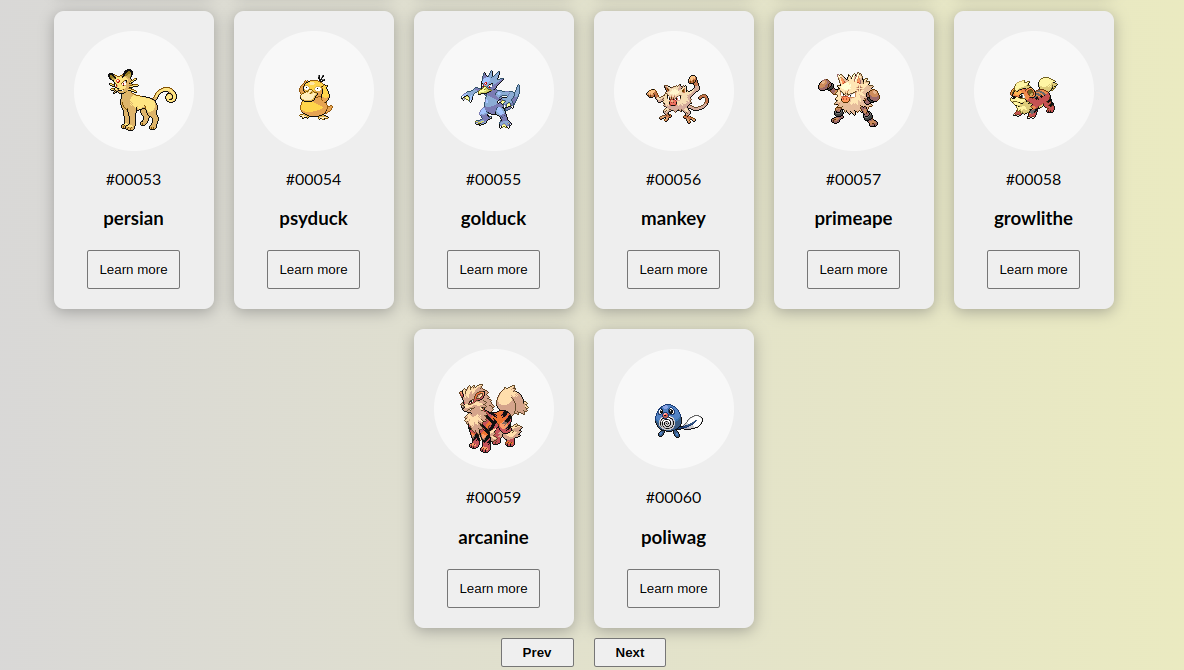 #00053 #00054 #00055 #00056 #00057 #00058
persian psyduck golduck mankey primeape growlithe
Learn more Learn more Learn more Learn more Learn more Learn more
#00059 #00060
arcanine poliwag
Learn more Learn more
Prev Next